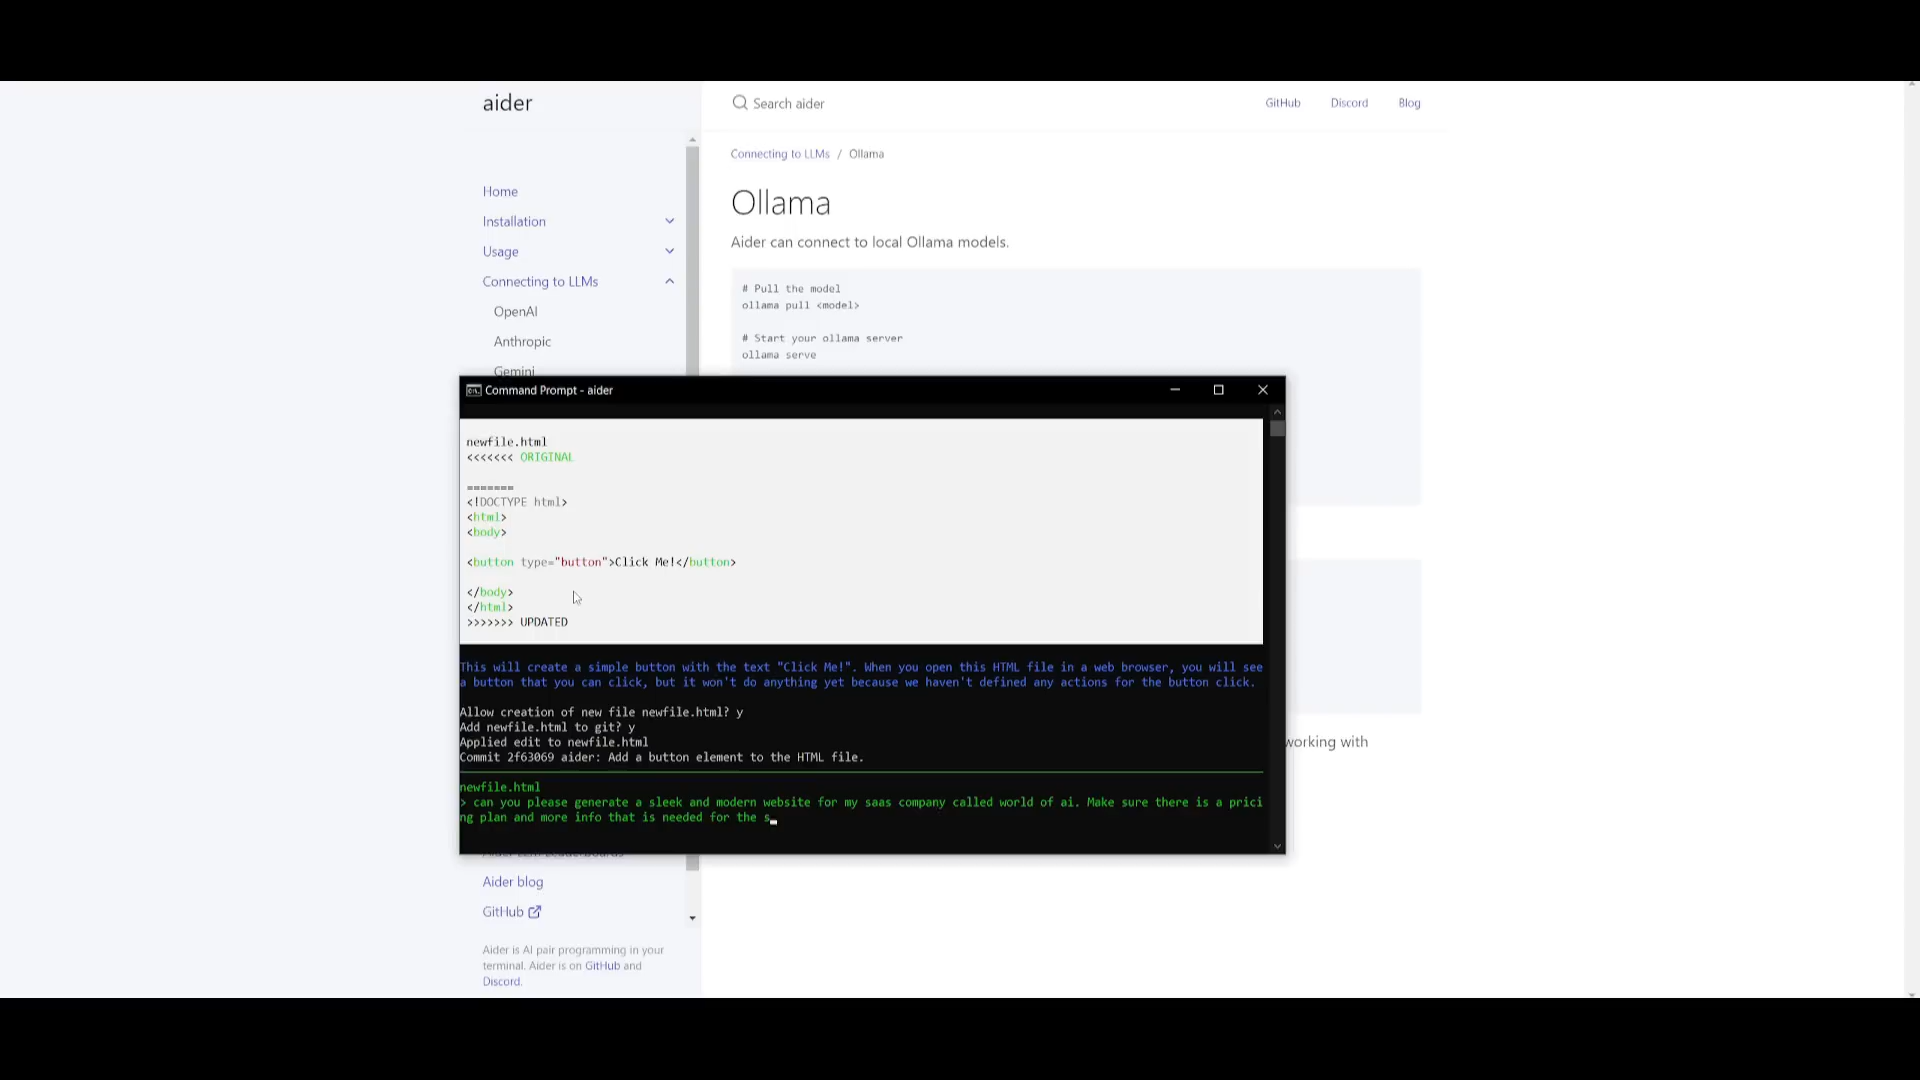 aider
Search aider
GitHub
Discord
Blog
Home
Installation
Usage
Connecting to LLMs
OpenAI
Anthropic
Gemini
Connecting to LLMs / Ollama
Ollama
Aider can connect to local Ollama models.
# Pull the model
ollama pull <model>
# Start your ollama server
ollama serve
Command Prompt - aider
newfile.html
<<<<<<< ORIGINAL
=======
<!DOCTYPE html>
<html>
<body>
<button type="button">Click Me!</button>
</body>
</html>
>>>>>>> UPDATED
This will create a simple button with the text "Click Me!". When you open this HTML file in a web browser, you will see
a button that you can click, but it won't do anything yet because we haven't defined any actions for the button click.
Allow creation of new file newfile.html? y
Add newfile.html to git? y
Applied edit to newfile.html
Commit 2f63069 aider: Add a button element to the HTML file.
newfile.html
> can you please generate a sleek and modern website for my saas company called world of ai. Make sure there is a prici
ng plan and more info that is needed for the s
working with
Aider blog
GitHub
Aider is AI pair programming in your
terminal. Aider is on GitHub and
Discord.